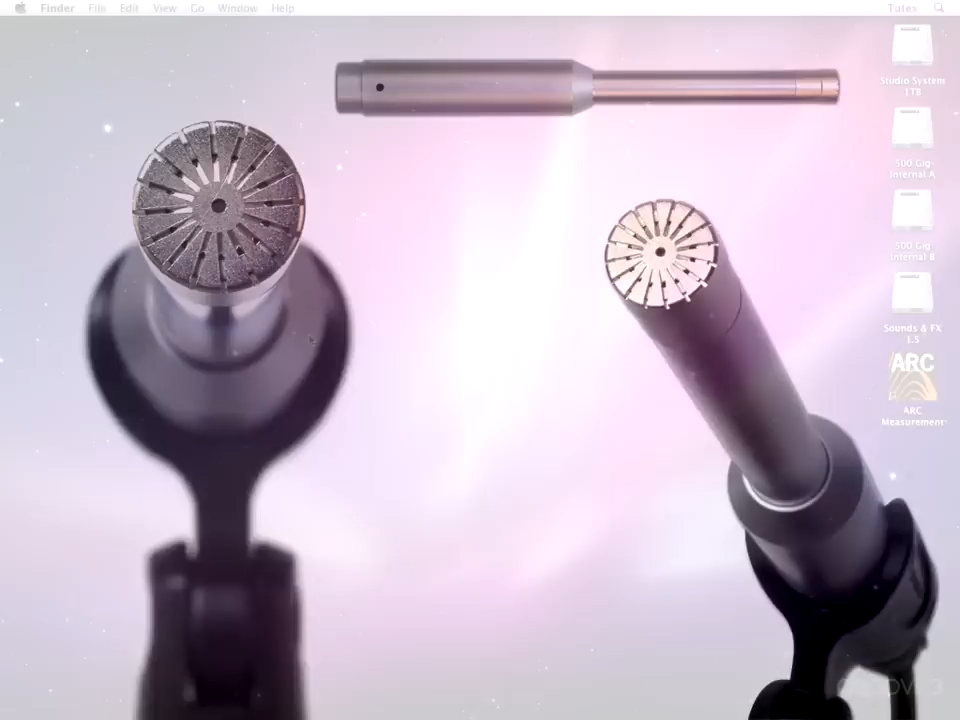 Finder File Edit View Go Window Help
Tutes
Studio System
1TB
500 Gig
Internal A
500 Gig
Internal B
Sounds & FX
1.5
ARC
ARC
Measurement